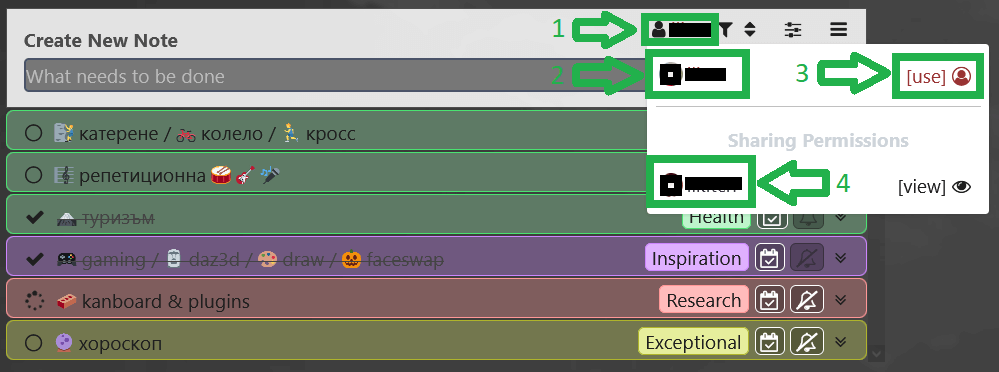 1
Create New Note
What needs to be done
2
3
[use]
Sharing Permissions
4
[view]
катерене / колело / кросс
репетиционна
туризъм
Health
gaming / daz3d / draw / faceswap
Inspiration
kanboard & plugins
Research
хороскоп
Exceptional